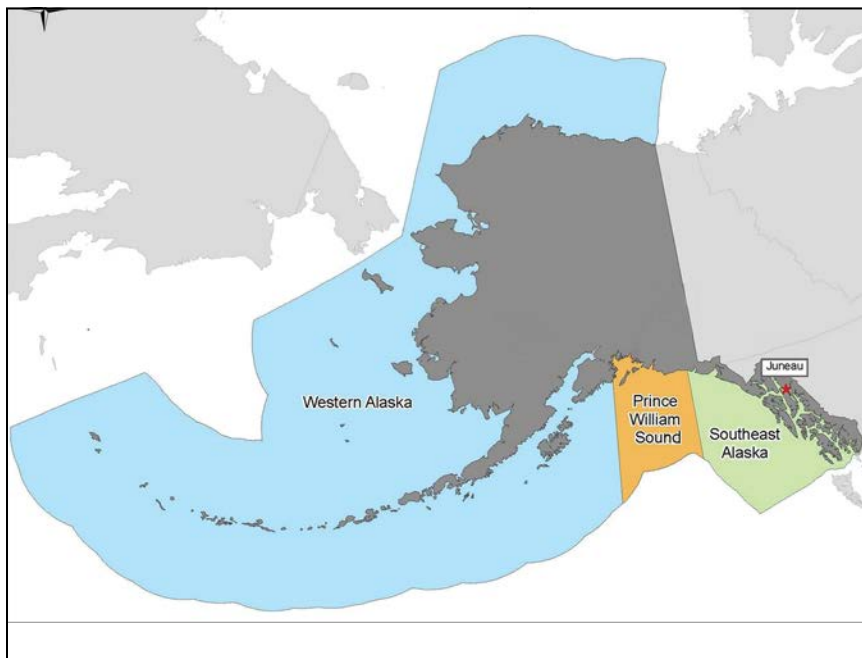 Juneau
Western Alaska
Prince
William
Sound
Southeast
Alaska